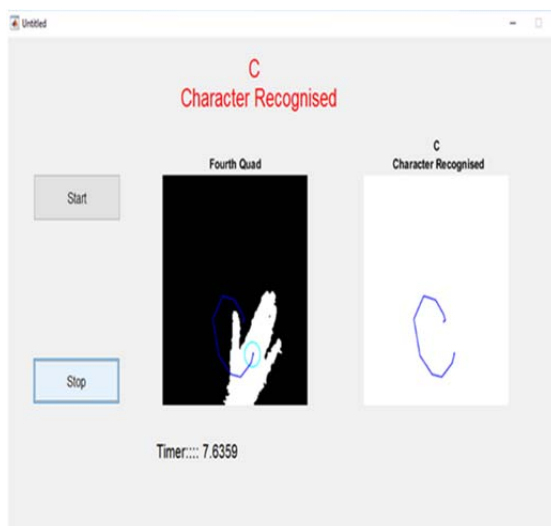 Untitled
C
Character Recognised
Fourth Quad
C
Character Recognised
Start
Stop
Timer:::: 7.6359